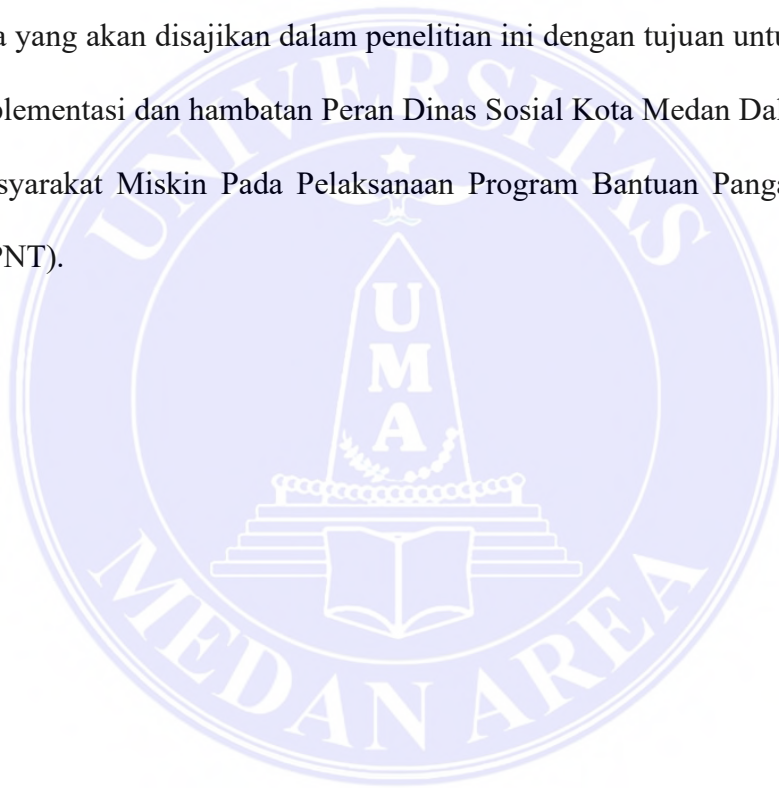 a yang akan disajikan dalam penelitian ini dengan tujuan untu
plementasi dan hambatan Peran Dinas Sosial Kota Medan Dal
syarakat Miskin Pada Pelaksanaan Program Bantuan Panga
PNT).
UNIVERSITAS
U
M
A
MEDAN AREA